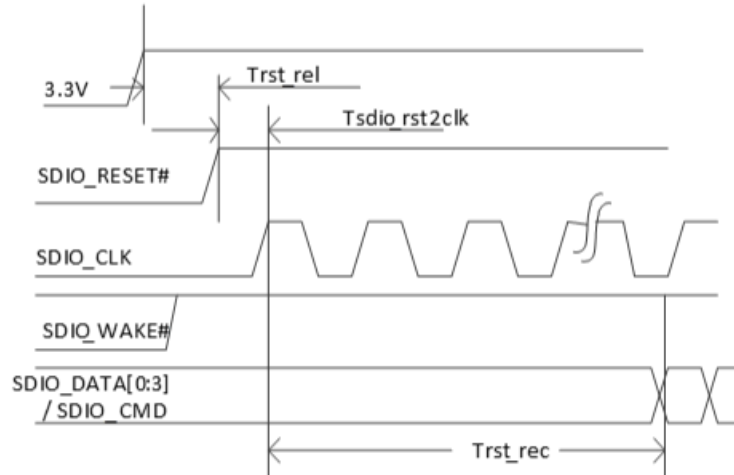 Trst_rel
3.3V
Tsdio_rst2clk
SDIO_RESET#
SDIO_CLK
SDIO_WAKE#
SDIO_DATA[0:3]
/ SDIO_CMD
Trst_rec